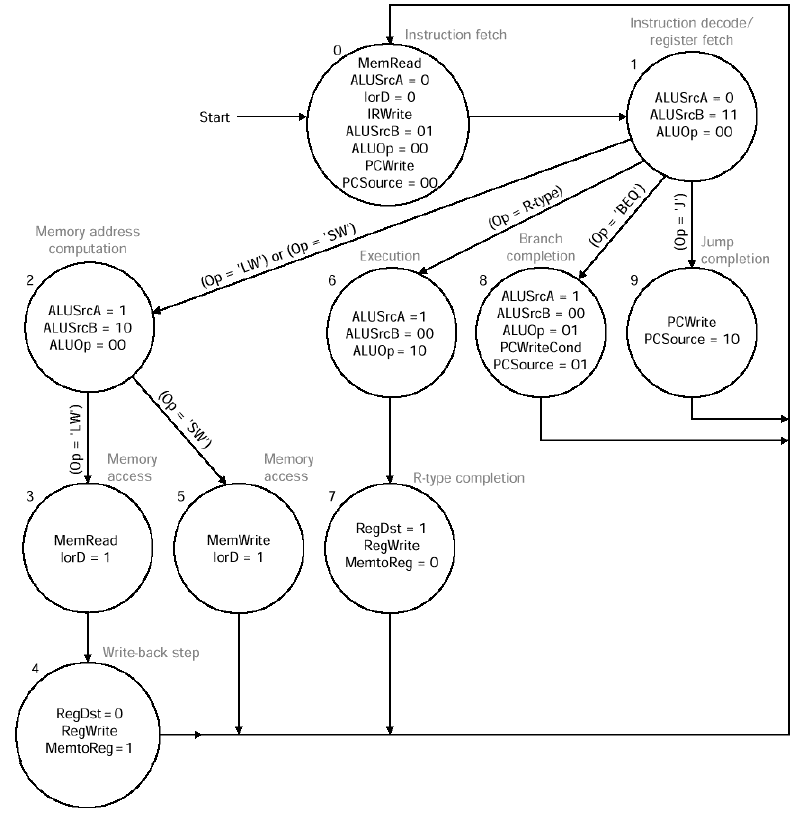 Instruction fetch
0
MemRead
ALUSrcA = 0
IorD = 0
IRWrite
ALUSrcB = 01
ALUOp = 00
PCWrite
PCSource = 00
Start
Instruction decode/
register fetch
1
ALUSrcA = 0
ALUSrcB = 11
ALUOp = 00
(Op = 'LW') or (Op = 'SW')
(Op = R-type)
(Op = 'BEQ')
(Op = 'J')
Memory address
computation
2
ALUSrcA = 1
ALUSrcB = 10
ALUOp = 00
Execution
6
ALUSrcA =1
ALUSrcB = 00
ALUOp= 10
Branch
completion
8
ALUSrcA = 1
ALUSrcB = 00
ALUOp = 01
PCWriteCond
PCSource = 01
Jump
completion
9
PCWrite
PCSource = 10
(Op = 'LW')
(Op = 'SW')
Memory
access
3
MemRead
IorD = 1
Memory
access
5
MemWrite
IorD = 1
R-type completion
7
RegDst = 1
RegWrite
MemtoReg = 0
Write-back step
4
RegDst=0
RegWrite
MemtoReg=1